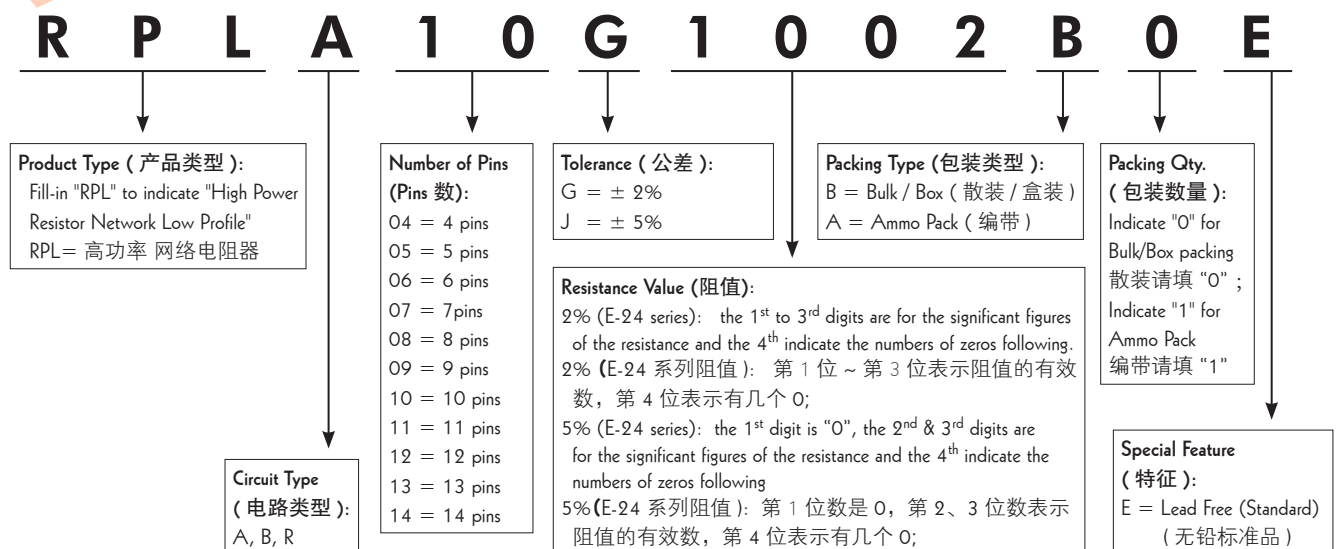 R P L A 1 0 G 1 0 0 2 B 0 E
Product Type ( 产品类型 ):
Fill-in "RPL" to indicate "High Power
Resistor Network Low Profile"
RPL= 高功率 网络电阻器
Circuit Type
( 电路类型 ):
A, B, R
Number of Pins
(Pins 数):
04 = 4 pins
05 = 5 pins
06 = 6 pins
07 = 7pins
08 = 8 pins
09 = 9 pins
10 = 10 pins
11 = 11 pins
12 = 12 pins
13 = 13 pins
14 = 14 pins
Tolerance ( 公差 ):
G = ± 2%
J = ± 5%
Resistance Value (阻值):
2% (E-24 series): the 1st to 3rd digits are for the significant figures
of the resistance and the 4th indicate the numbers of zeros following.
2% (E-24 系列阻值 ): 第 1 位 ~ 第 3 位表示阻值的有效
数，第 4 位表示有几个 0;
5% (E-24 series): the 1st digit is "0", the 2nd & 3rd digits are
for the significant figures of the resistance and the 4th indicate the
numbers of zeros following
5%(E-24 系列阻值 ): 第 1 位数是 0，第 2、3 位数表示
阻值的有效数，第 4 位表示有几个 0;
Packing Type (包装类型):
B = Bulk / Box ( 散装 / 盒装 )
A = Ammo Pack ( 编带 )
Packing Qty.
( 包装数量 ):
Indicate "0" for
Bulk/Box packing
散装请填 “0” ;
Indicate "1" for
Ammo Pack
编带请填 “1”
Special Feature
( 特征 ):
E = Lead Free (Standard)
( 无铅标准品 )